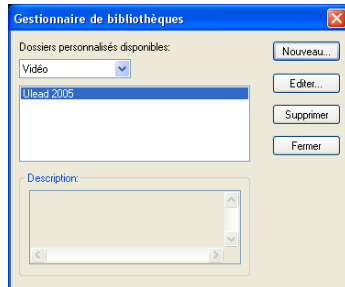 Gestionnaire de bibliothèques
Dossiers personnalisés disponibles:
Nouveau...
Vidéo
Editer...
Ulead 2005
Supprimer
Fermer
Description: